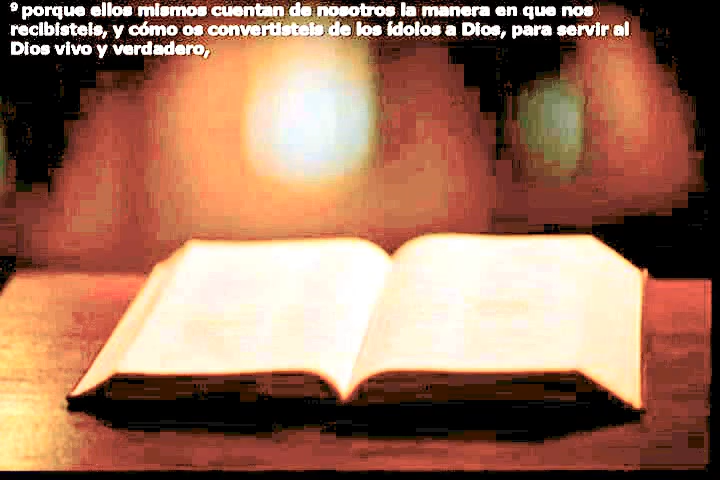 ⁹ porque ellos mismos cuentan de nosotros la manera en que nos
recibisteis, y cómo os convertisteis de los ídolos a Dios, para servir al
Dios vivo y verdadero,